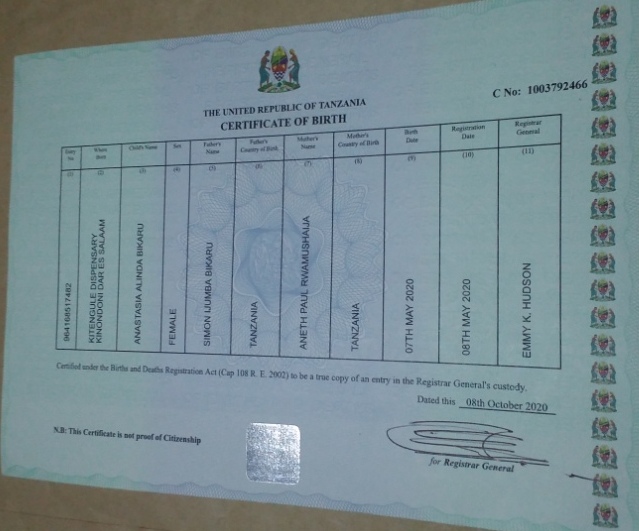 C No: 1003792466
THE UNITED REPUBLIC OF TANZANIA
CERTIFICATE OF BIRTH
Entry No
Where Born
Child's Name
Sex
Father's Name
Father's Country of Birth
Mother's Name
Mother's Country of Birth
Birth Date
Registration Date
Registrar General
(1)
(2)
(3)
(4)
(5)
(6)
(7)
(8)
(9)
(10)
(11)
964168517482
KITENGULE DISPENSARY
KINONDONI DAR ES SALAAM
ANASTASIA ALINDA BIKARU
FEMALE
SIMON IJUMBA BIKARU
TANZANIA
ANETH PAUL RWAMUSHAIJA
TANZANIA
07TH MAY 2020
08TH MAY 2020
EMMY K. HUDSON
Certified under the Births and Deaths Registration Act (Cap 108 R. E. 2002) to be a true copy of an entry in the Registrar General's custody.
Dated this 08th October 2020
for Registrar General
N.B: This Certificate is not proof of Citizenship